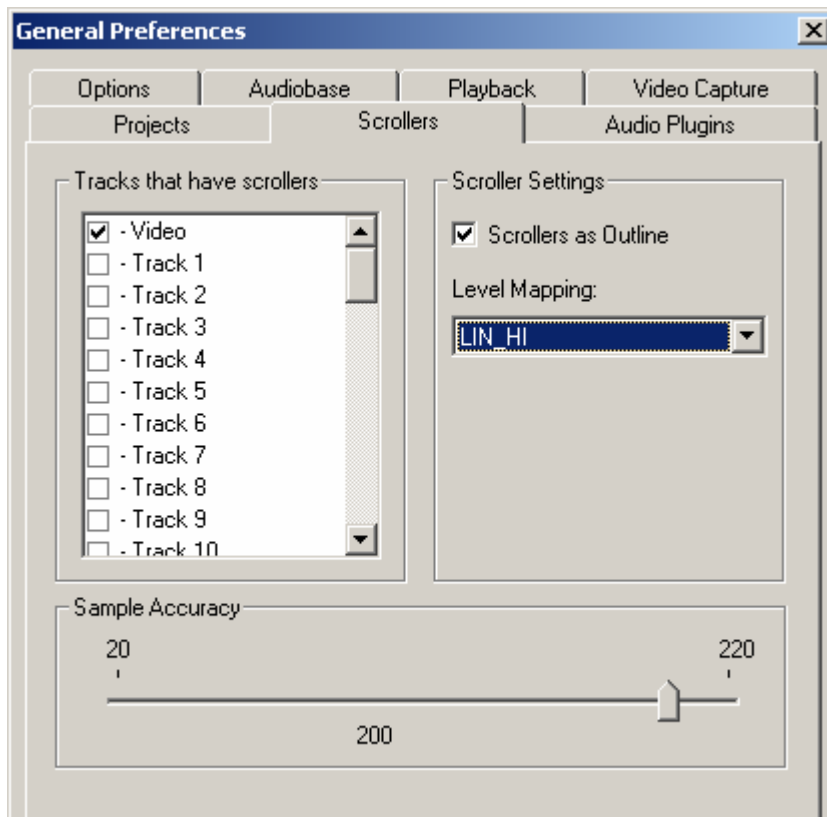 General Preferences
Options Audiobase Playback Video Capture
Projects Scrollers Audio Plugins
Tracks that have scrollers
- Video
- Track 1
- Track 2
- Track 3
- Track 4
- Track 5
- Track 6
- Track 7
- Track 8
- Track 9
- Track 10
Scroller Settings
Scrollers as Outline
Level Mapping:
LIN_HI
Sample Accuracy
20 220
200